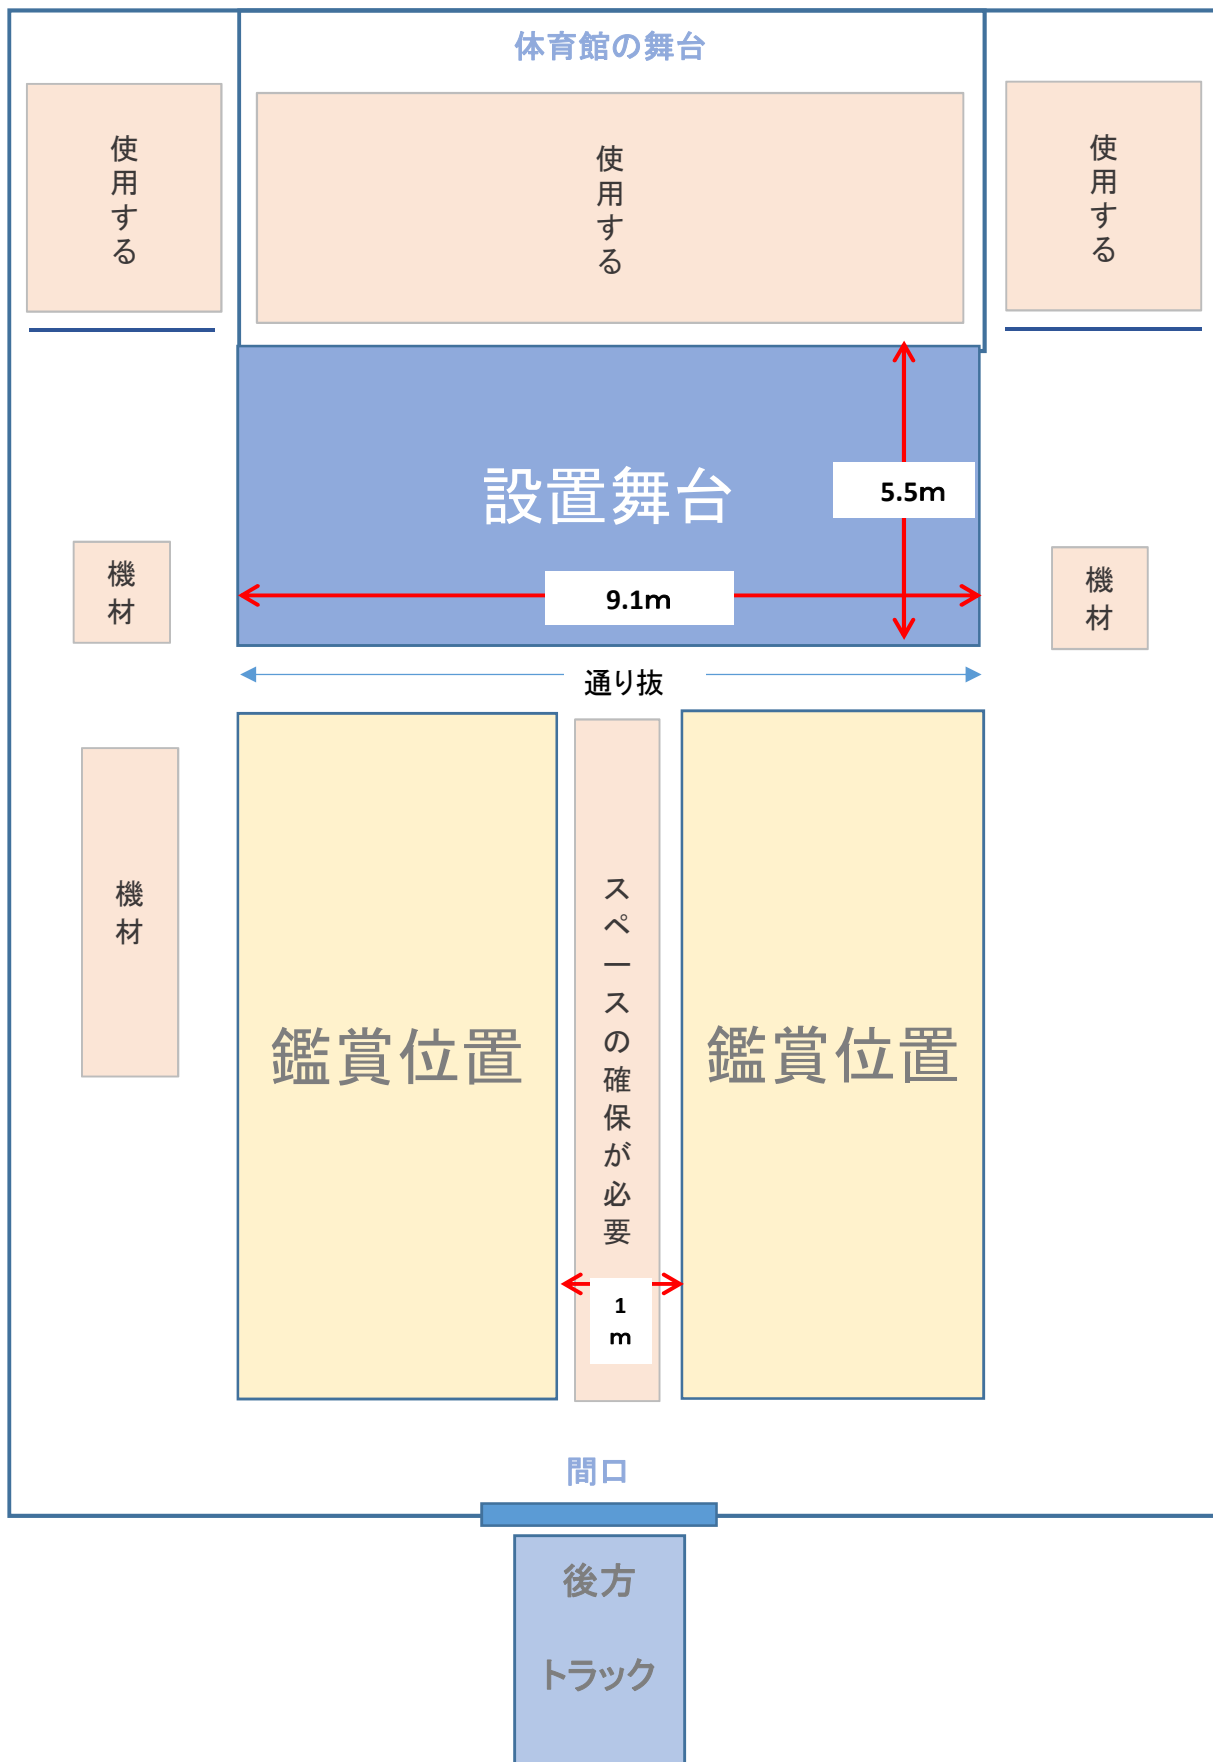 体育館の舞台
使用する
使用する
使用する
設置舞台
5.5m
9.1m
機材
機材
通り抜
機材
スペースの確保が必要
鑑賞位置
鑑賞位置
1
m
間口
後方
トラック